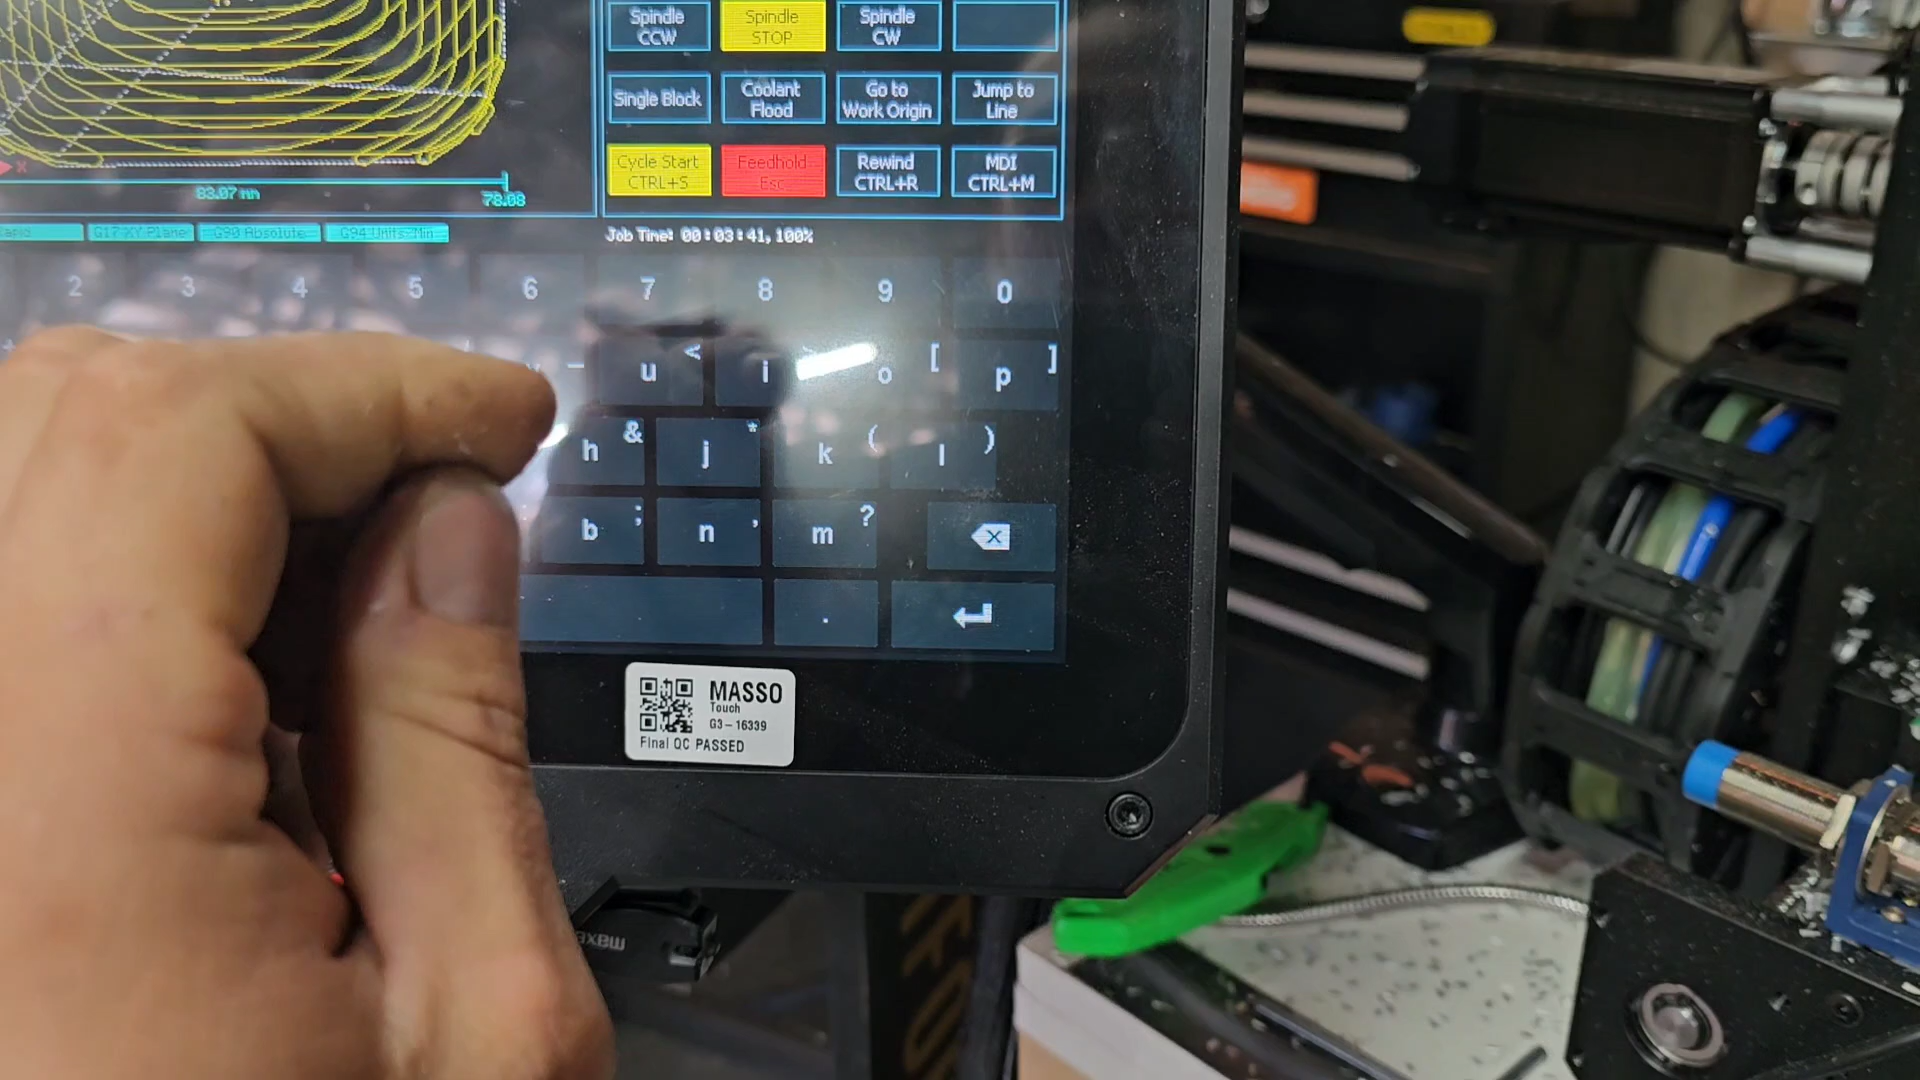 Spindle
CCW
Spindle
STOP
Spindle
CW
Single Block
Coolant
Flood
Go to
Work Origin
Jump to
Line
Cycle Start
CTRL+S
Feedhold
Esc
Rewind
CTRL+R
MDI
CTRL+M
X
83.07 mm
78.08
G17 XY Plane
G90 Absolute
G94 Units-Min
Job Time: 00:03:41, 100%
2 3 4 5 6 7 8 9 0
u < i o [ p ]
h & j * k ( l )
b ; n , m ?
.
MASSO
Touch
G3-16339
Final QC PASSED